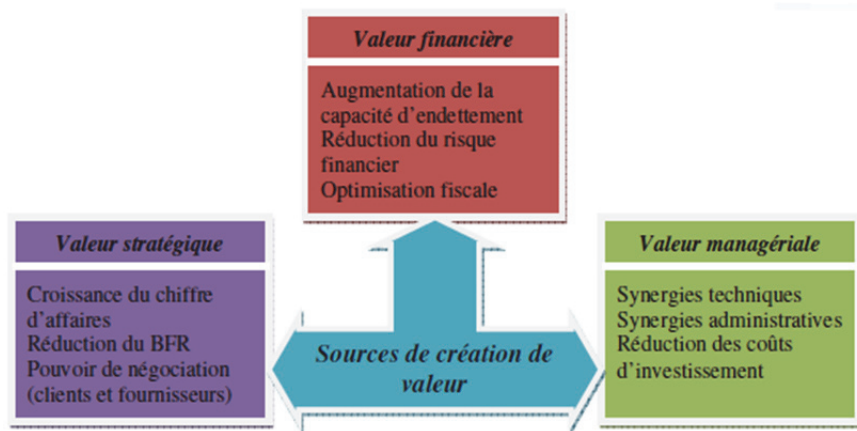 Valeur financière
Augmentation de la
capacité d'endettement
Réduction du risque
financier
Optimisation fiscale
Valeur stratégique
Croissance du chiffre
d'affaires
Réduction du BFR
Pouvoir de négociation
(clients et fournisseurs)
Sources de création de
valeur
Valeur managériale
Synergies techniques
Synergies administratives
Réduction des coûts
d'investissement